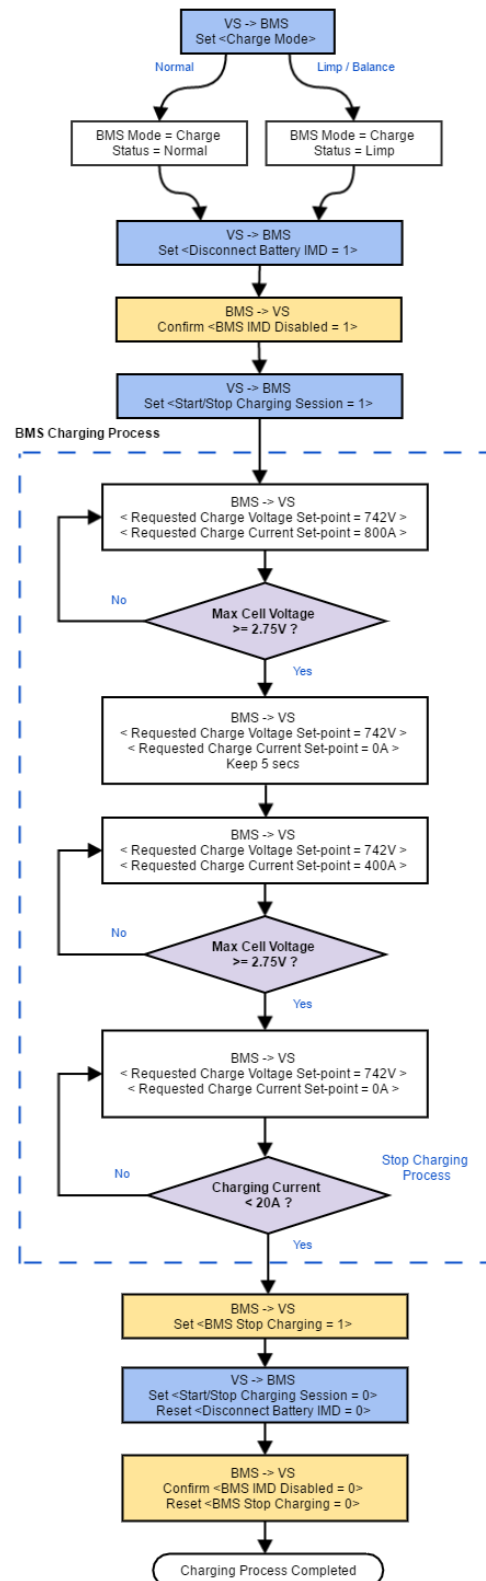 VS -> BMS
Set <Charge Mode>
Normal
Limp / Balance
BMS Mode = Charge
Status = Normal
BMS Mode = Charge
Status = Limp
VS -> BMS
Set <Disconnect Battery IMD = 1>
BMS -> VS
Confirm <BMS IMD Disabled = 1>
VS -> BMS
Set <Start/Stop Charging Session = 1>
BMS Charging Process
BMS -> VS
< Requested Charge Voltage Set-point = 742V >
< Requested Charge Current Set-point = 800A >
No
Max Cell Voltage
>= 2.75V ?
Yes
BMS -> VS
< Requested Charge Voltage Set-point = 742V >
< Requested Charge Current Set-point = 0A >
Keep 5 secs
BMS -> VS
< Requested Charge Voltage Set-point = 742V >
< Requested Charge Current Set-point = 400A >
No
Max Cell Voltage
>= 2.75V ?
Yes
BMS -> VS
< Requested Charge Voltage Set-point = 742V >
< Requested Charge Current Set-point = 0A >
Stop Charging
Process
No
Charging Current
< 20A ?
Yes
BMS -> VS
Set <BMS Stop Charging = 1>
VS -> BMS
Set <Start/Stop Charging Session = 0>
Reset <Disconnect Battery IMD = 0>
BMS -> VS
Confirm <BMS IMD Disabled = 0>
Reset <BMS Stop Charging = 0>
Charging Process Completed